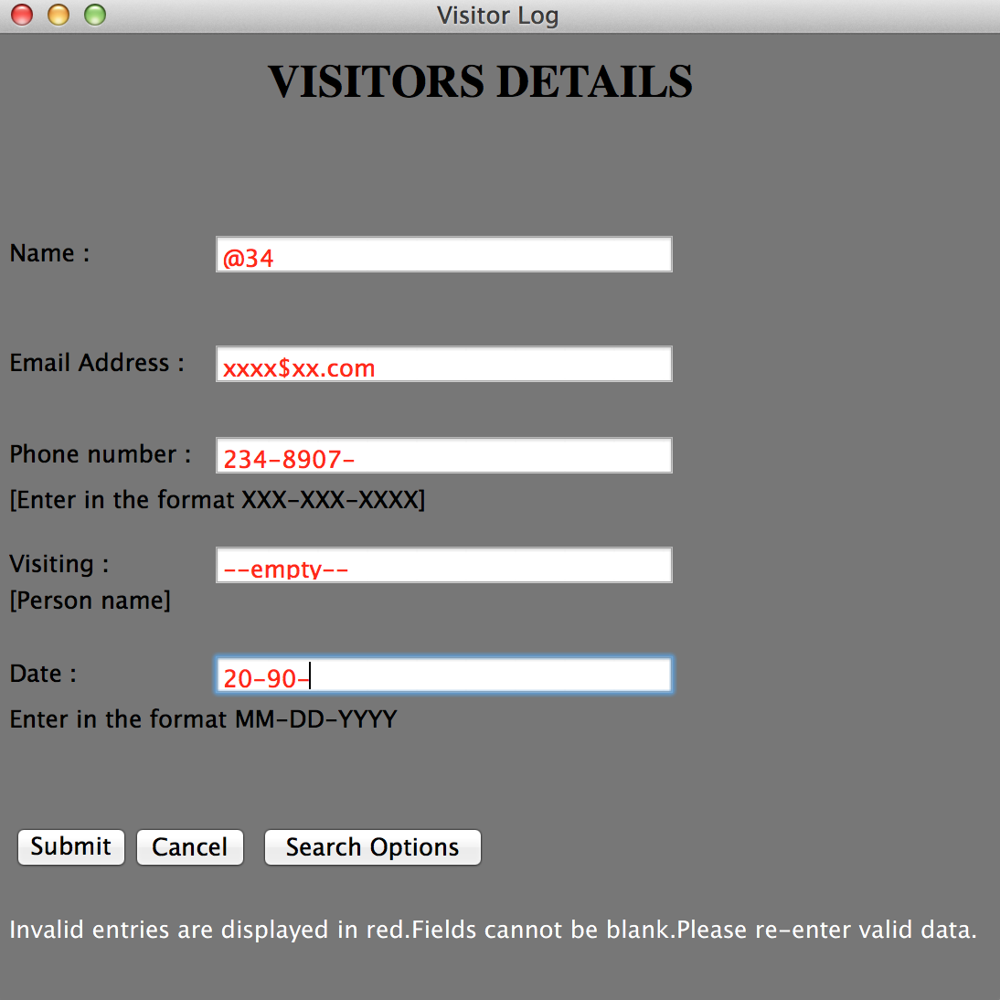 Visitor Log
VISITORS DETAILS
Name : @34
Email Address : xxxx$xx.com
Phone number : 234-8907-
[Enter in the format XXX-XXX-XXXX]
Visiting : --empty--
[Person name]
Date : 20-90-
Enter in the format MM-DD-YYYY
Submit Cancel Search Options
Invalid entries are displayed in red.Fields cannot be blank.Please re-enter valid data.